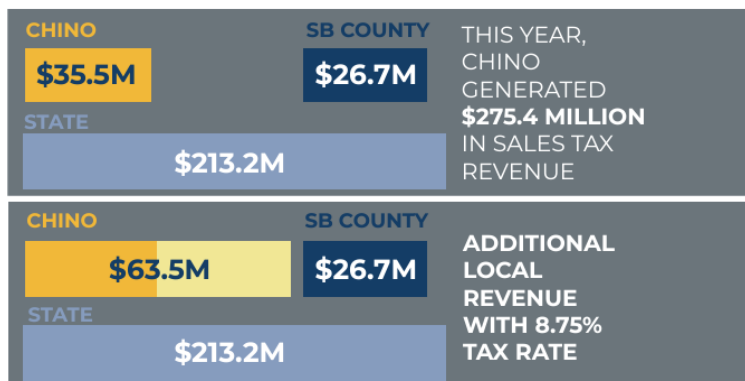 CHINO
SB COUNTY
$35.5M
$26.7M
STATE
$213.2M
THIS YEAR,
CHINO
GENERATED
$275.4 MILLION
IN SALES TAX
REVENUE
CHINO
SB COUNTY
$63.5M
$26.7M
STATE
$213.2M
ADDITIONAL
LOCAL
REVENUE
WITH 8.75%
TAX RATE